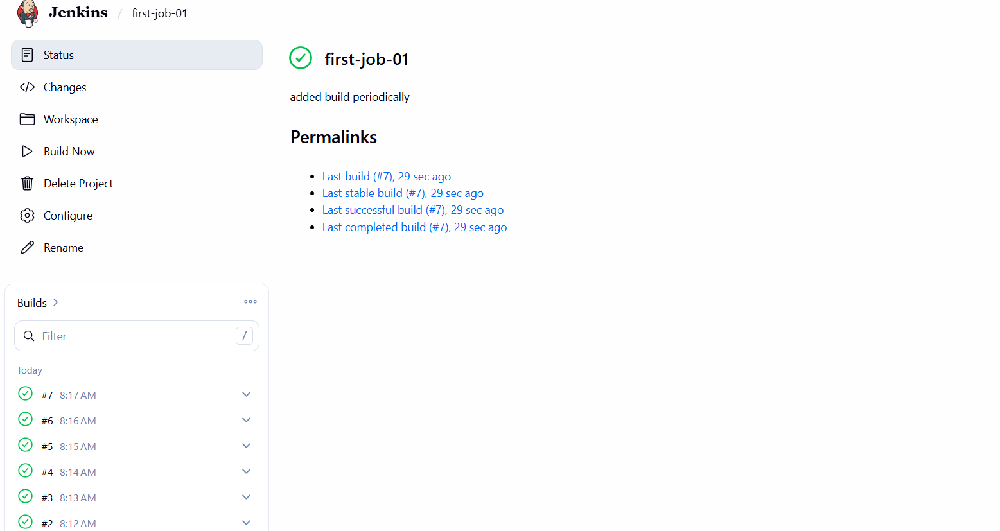 Jenkins / first-job-01
Status
Changes
Workspace
Build Now
Delete Project
Configure
Rename
Builds
Filter /
Today
#7 8:17 AM
#6 8:16 AM
#5 8:15 AM
#4 8:14 AM
#3 8:13 AM
#2 8:12 AM
first-job-01
added build periodically
Permalinks
Last build (#7), 29 sec ago
Last stable build (#7), 29 sec ago
Last successful build (#7), 29 sec ago
Last completed build (#7), 29 sec ago